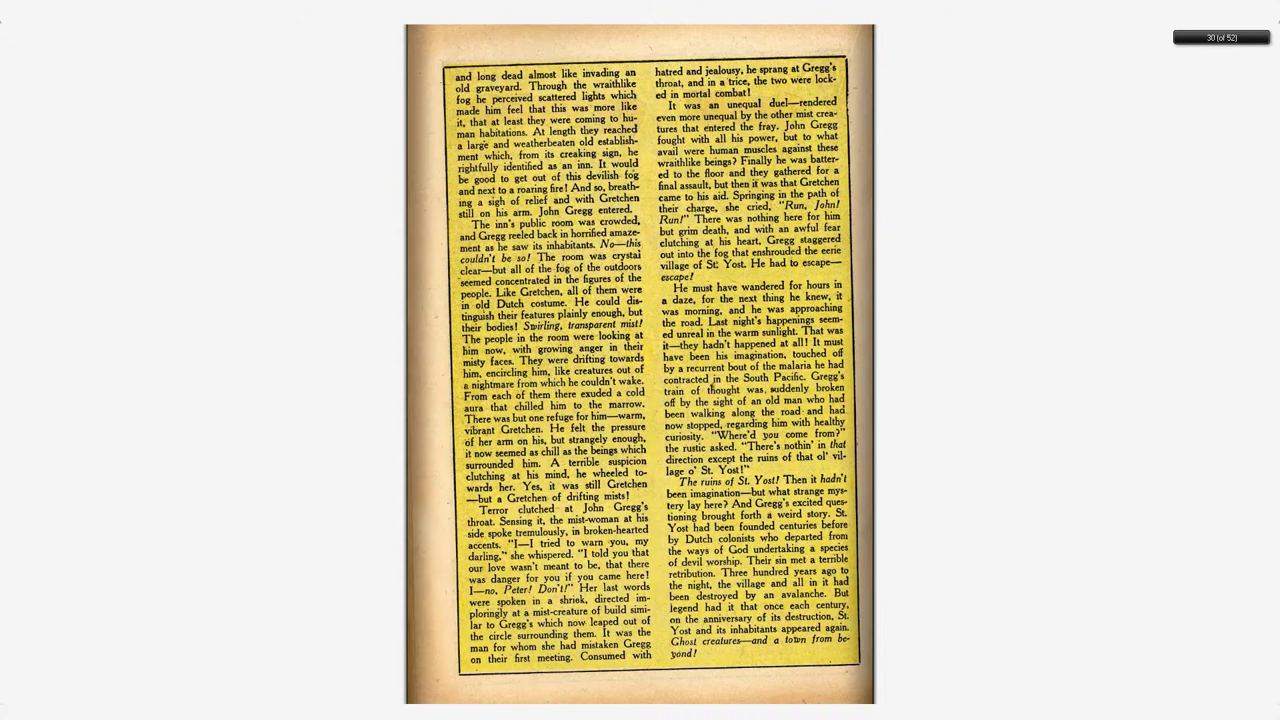 30 (of 52)
and long dead almost like invading an
old graveyard. Through the wraithlike
fog he perceived scattered lights which
made him feel that this was more like
it, that at least they were coming to hu-
man habitations. At length they reached
a large and weatherbeaten old establish-
ment which, from its creaking sign, he
rightfully identified as an inn. It would
be good to get out of this devilish fog
and next to a roaring fire! And so, breath-
ing a sigh of relief and with Gretchen
still on his arm. John Gregg entered.
The inn's public room was crowded,
and Gregg reeled back in horrified amaze-
ment as he saw its inhabitants. No—this
couldn't be so! The room was crystal
clear—but all of the fog of the outdoors
seemed concentrated in the figures of the
people. Like Gretchen, all of them were
in old Dutch costume. He could dis-
tinguish their features plainly enough, but
their bodies! Swirling, transparent mist!
The people in the room were looking at
him now, with growing anger in their
misty faces. They were drifting towards
him, encircling him, like creatures out of
a nightmare from which he couldn't wake.
From each of them there exuded a cold
aura that chilled him to the marrow.
There was but one refuge for him—warm,
vibrant Gretchen. He felt the pressure
of her arm on his, but strangely enough,
it now seemed as chill as the beings which
surrounded him. A terrible suspicion
clutching at his mind, he wheeled to-
wards her. Yes, it was still Gretchen
—but a Gretchen of drifting mists!
Terror clutched at John Gregg's
throat. Sensing it, the mist-woman at his
side spoke tremulously, in broken-hearted
accents. "I—I tried to warn you, my
darling," she whispered. "I told you that
our love wasn't meant to be, that there
was danger for you if you came here!
I—no, Peter! Don't!" Her last words
were spoken in a shriek, directed im-
ploringly at a mist-creature of build simi-
lar to Gregg's which now leaped out of
the circle surrounding them. It was the
man for whom she had mistaken Gregg
on their first meeting. Consumed with
hatred and jealousy, he sprang at Gregg's
throat, and in a trice, the two were lock-
ed in mortal combat!
It was an unequal duel—rendered
even more unequal by the other mist crea-
tures that entered the fray. John Gregg
fought with all his power, but to what
avail were human muscles against these
wraithlike beings? Finally he was batter-
ed to the floor and they gathered for a
final assault, but then it was that Gretchen
came to his aid. Springing in the path of
their charge, she cried, "Run, John!
Run!" There was nothing here for him
but grim death, and with an awful fear
clutching at his heart, Gregg staggered
out into the fog that enshrouded the eerie
village of St. Yost. He had to escape—
escape!
He must have wandered for hours in
a daze, for the next thing he knew, it
was morning, and he was approaching
the road. Last night's happenings seem-
ed unreal in the warm sunlight. That was
it—they hadn't happened at all! It must
have been his imagination, touched off
by a recurrent bout of the malaria he had
contracted in the South Pacific. Gregg's
train of thought was suddenly broken
off by the sight of an old man who had
been walking along the road and had
now stopped, regarding him with healthy
curiosity. "Where'd you come from?"
the rustic asked. "There's nothin' in that
direction except the ruins of that ol' vil-
lage o' St. Yost!"
The ruins of St. Yost! Then it hadn't
been imagination—but what strange mys-
tery lay here? And Gregg's excited ques-
tioning brought forth a weird story. St.
Yost had been founded centuries before
by Dutch colonists who departed from
the ways of God undertaking a species
of devil worship. Their sin met a terrible
retribution. Three hundred years ago to
the night, the village and all in it had
been destroyed by an avalanche. But
legend had it that once each century,
on the anniversary of its destruction, St.
Yost and its inhabitants appeared again.
Ghost creatures—and a town from be-
yond!